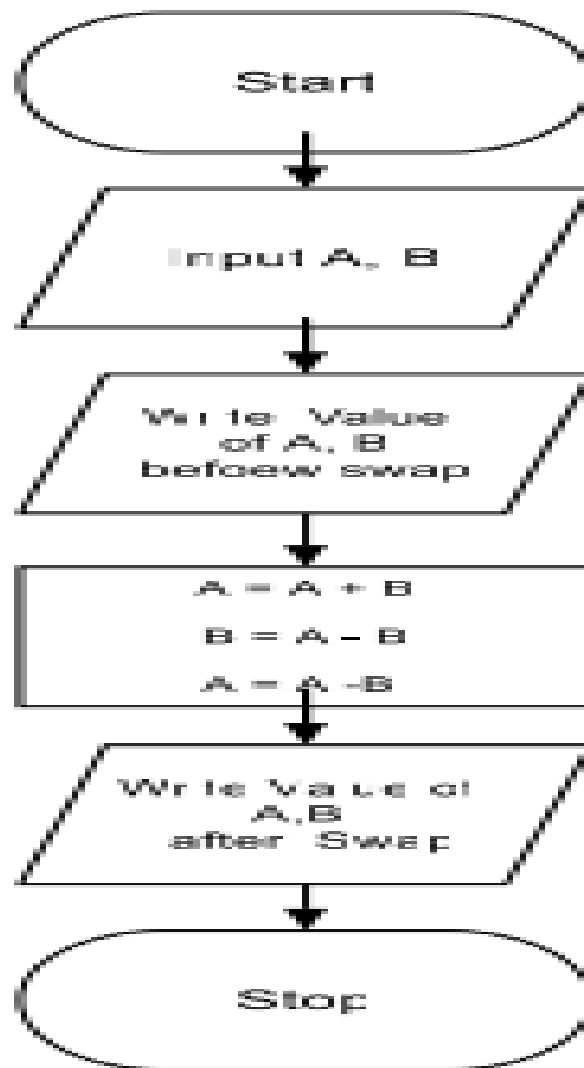 Start
Input A, B
Write Value
of A, B
befoew swap
A = A + B
B = A - B
A = A -B
Write Value of
A,B
after Swap
Stop